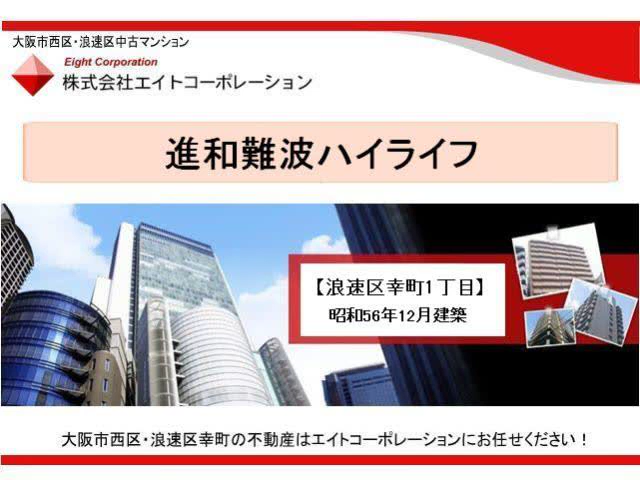 大阪市西区・浪速区中古マンション
Eight Corporation
株式会社エイトコーポレーション
進和難波ハイライフ
【浪速区幸町1丁目】
昭和56年12月建築
大阪市西区・浪速区幸町の不動産はエイトコーポレーションにお任せください！